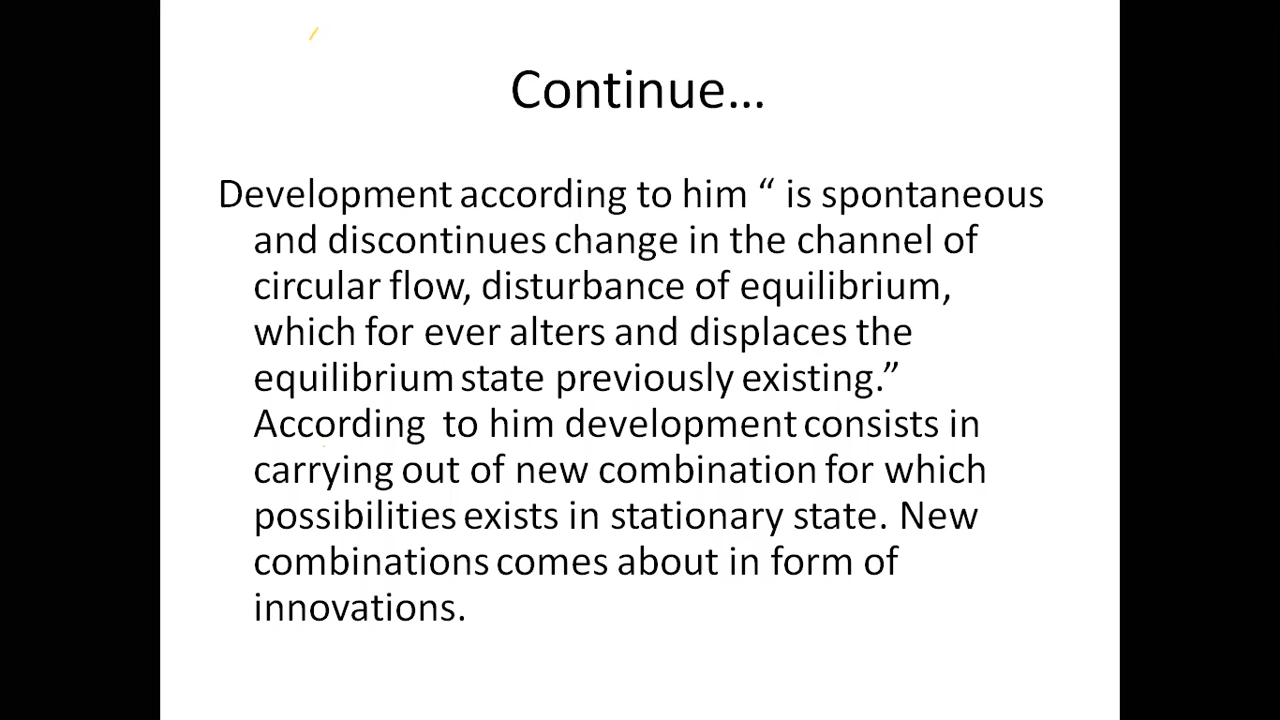 Continue...
Development according to him “ is spontaneous
and discontinues change in the channel of
circular flow, disturbance of equilibrium,
which for ever alters and displaces the
equilibrium state previously existing.”
According to him development consists in
carrying out of new combination for which
possibilities exists in stationary state. New
combinations comes about in form of
innovations.